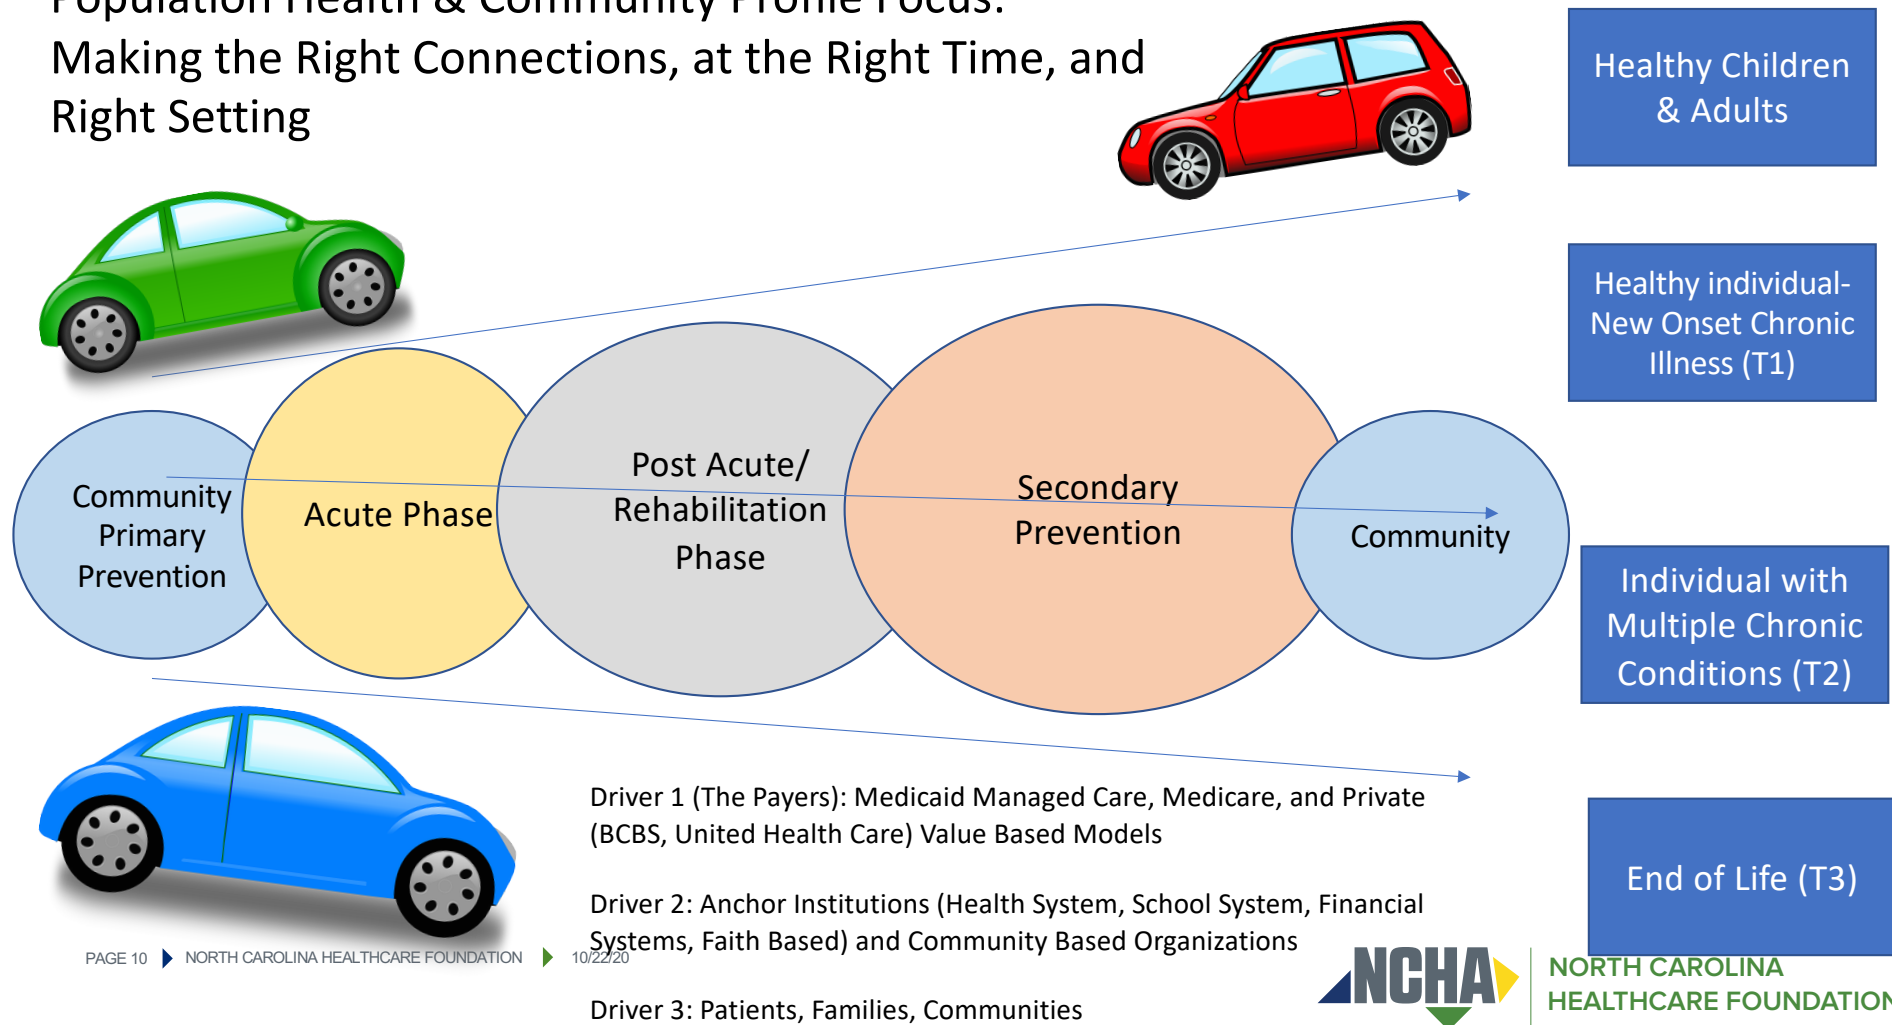 Population Health & Community Profile Focus:
Making the Right Connections, at the Right Time, and
Right Setting
Healthy Children
& Adults
Healthy individual-
New Onset Chronic
Illness (T1)
Community
Primary
Prevention
Acute Phase
Post Acute/
Rehabilitation
Phase
Secondary
Prevention
Community
Individual with
Multiple Chronic
Conditions (T2)
Driver 1 (The Payers): Medicaid Managed Care, Medicare, and Private
(BCBS, United Health Care) Value Based Models
Driver 2: Anchor Institutions (Health System, School System, Financial
Systems, Faith Based) and Community Based Organizations
Driver 3: Patients, Families, Communities
End of Life (T3)
PAGE 10 NORTH CAROLINA HEALTHCARE FOUNDATION 10/22/20
NCHA
NORTH CAROLINA
HEALTHCARE FOUNDATION